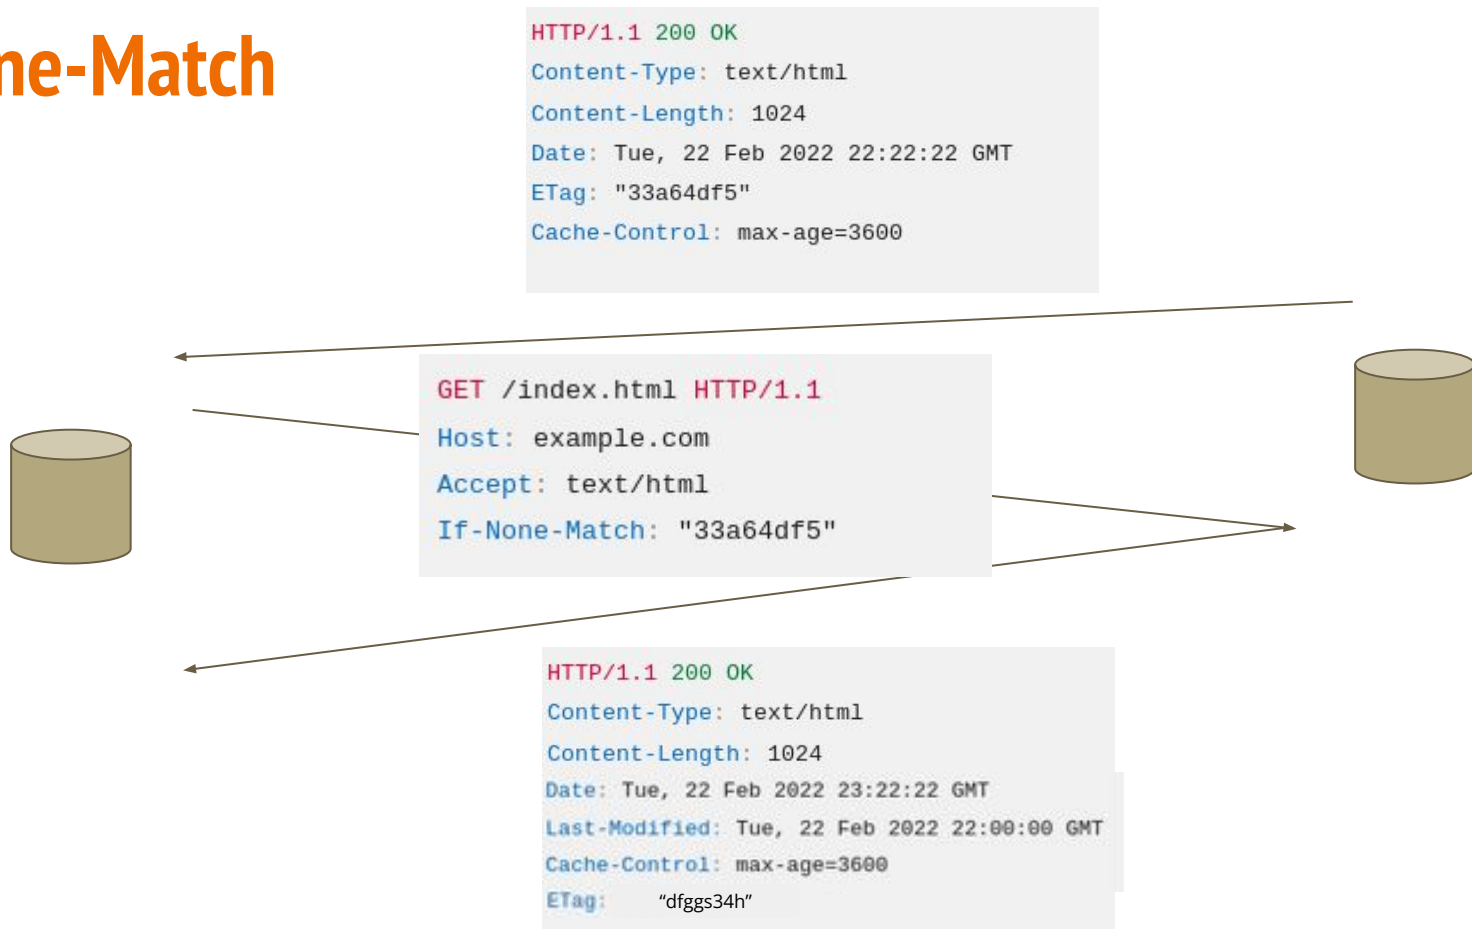 ne-Match
HTTP/1.1 200 OK
Content-Type: text/html
Content-Length: 1024
Date: Tue, 22 Feb 2022 22:22:22 GMT
ETag: "33a64df5"
Cache-Control: max-age=3600
GET /index.html HTTP/1.1
Host: example.com
Accept: text/html
If-None-Match: "33a64df5"
HTTP/1.1 200 OK
Content-Type: text/html
Content-Length: 1024
Date: Tue, 22 Feb 2022 23:22:22 GMT
Last-Modified: Tue, 22 Feb 2022 22:00:00 GMT
Cache-Control: max-age=3600
ETag: “dfggs34h”